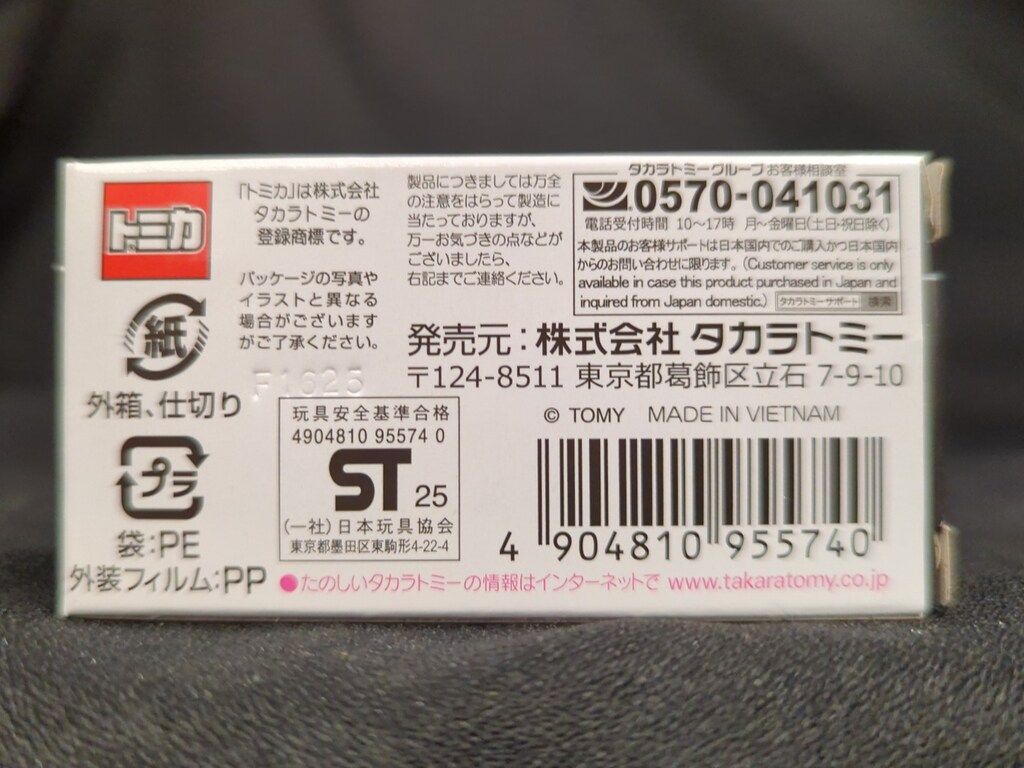 トミカ
「トミカ」は株式会社
タカラトミーの
登録商標です。
パッケージの写真や
イラストと異なる
場合がございます
がご了承ください。
製品につきましては万全
の注意をはらって製造に
当たっておりますが、
万一お気づきの点などが
ございましたら、
右記までご連絡ください。
タカラトミーグループ お客様相談室
0570-041031
電話受付時間 10〜17時 月〜金曜日(土日・祝日除く)
本製品のお客様サポートは日本国内でのご購入かつ日本国内
からのお問い合わせに限ります。(Customer service is only
available in case this product purchased in Japan and
inquired from Japan domestic.) タカラトミーサポート 検索
発売元:株式会社 タカラトミー
〒124-8511 東京都葛飾区立石 7-9-10
© TOMY MADE IN VIETNAM
紙
外箱、仕切り
プラ
袋:PE
外装フィルム:PP
F1625
玩具安全基準合格
4904810 95574 0
ST 25
(一社)日本玩具協会
東京都墨田区東駒形4-22-4
4 904810 955740
●たのしいタカラトミーの情報はインターネットで www.takaratomy.co.jp